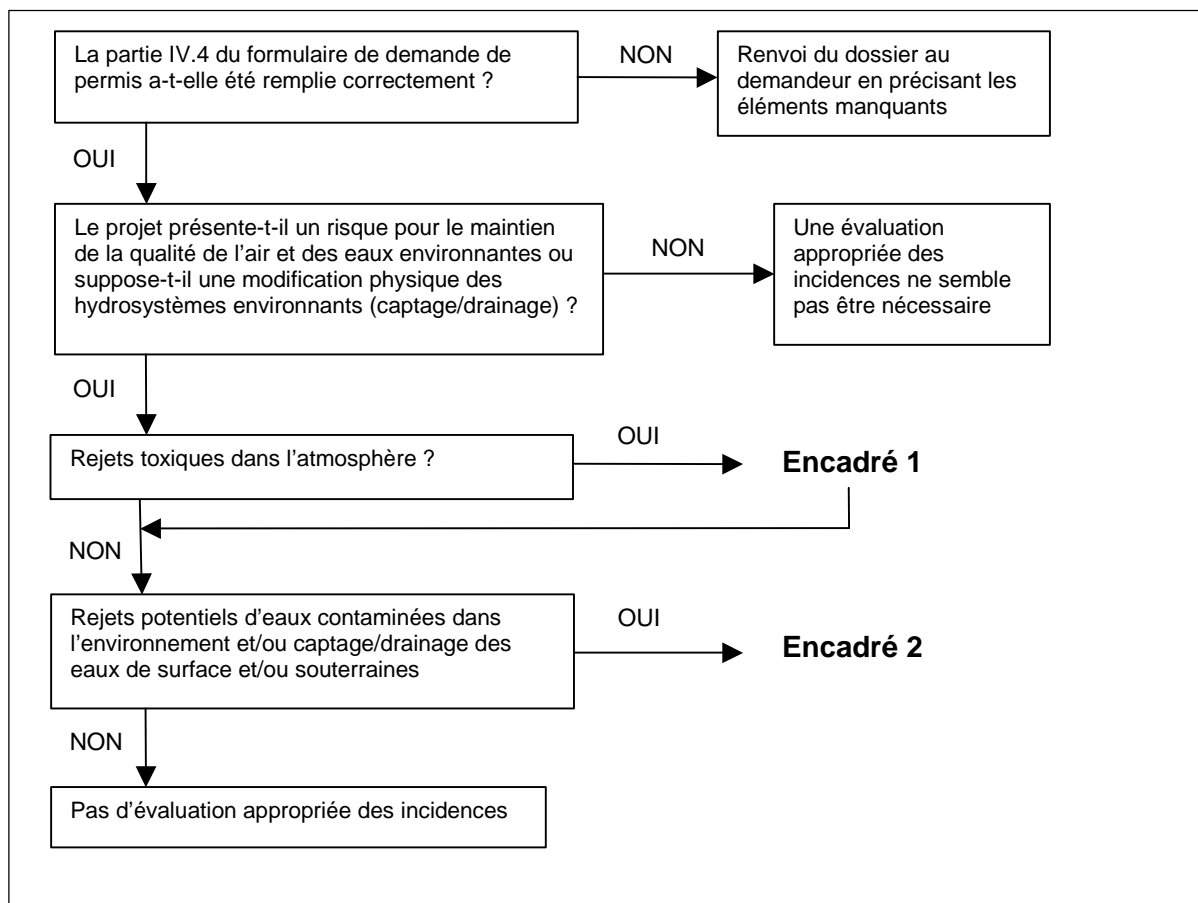 La partie IV.4 du formulaire de demande de
permis a-t-elle été remplie correctement ?
NON
Renvoi du dossier au
demandeur en précisant les
éléments manquants
OUI
Le projet présente-t-il un risque pour le maintien
de la qualité de l’air et des eaux environnantes ou
suppose-t-il une modification physique des
hydrosystèmes environnants (captage/drainage) ?
NON
Une évaluation
appropriée des
incidences ne semble
pas être nécessaire
OUI
Rejets toxiques dans l’atmosphère ?
OUI
Encadré 1
NON
Rejets potentiels d’eaux contaminées dans
l’environnement et/ou captage/drainage des
eaux de surface et/ou souterraines
OUI
Encadré 2
NON
Pas d’évaluation appropriée des incidences